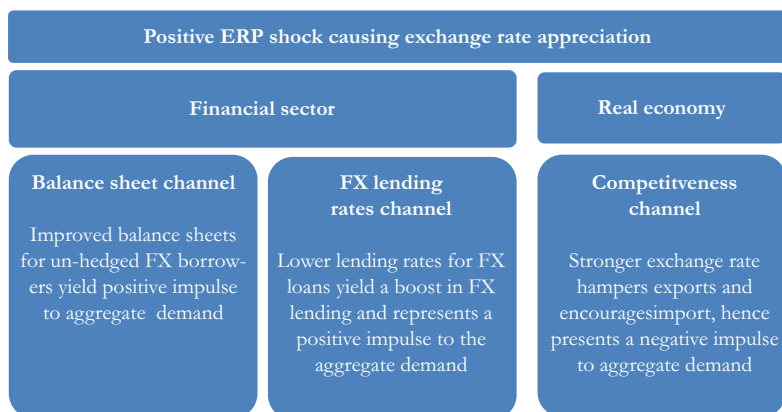 Positive ERP shock causing exchange rate appreciation
Financial sector
Real economy
Balance sheet channel
Improved balance sheets
for un-hedged FX borrow-
ers yield positive impulse
to aggregate demand
FX lending
rates channel
Lower lending rates for FX
loans yield a boost in FX
lending and represents a
positive impulse to the
aggregate demand
Competitveness
channel
Stronger exchange rate
hampers exports and
encouragesimport, hence
presents a negative impulse
to aggregate demand